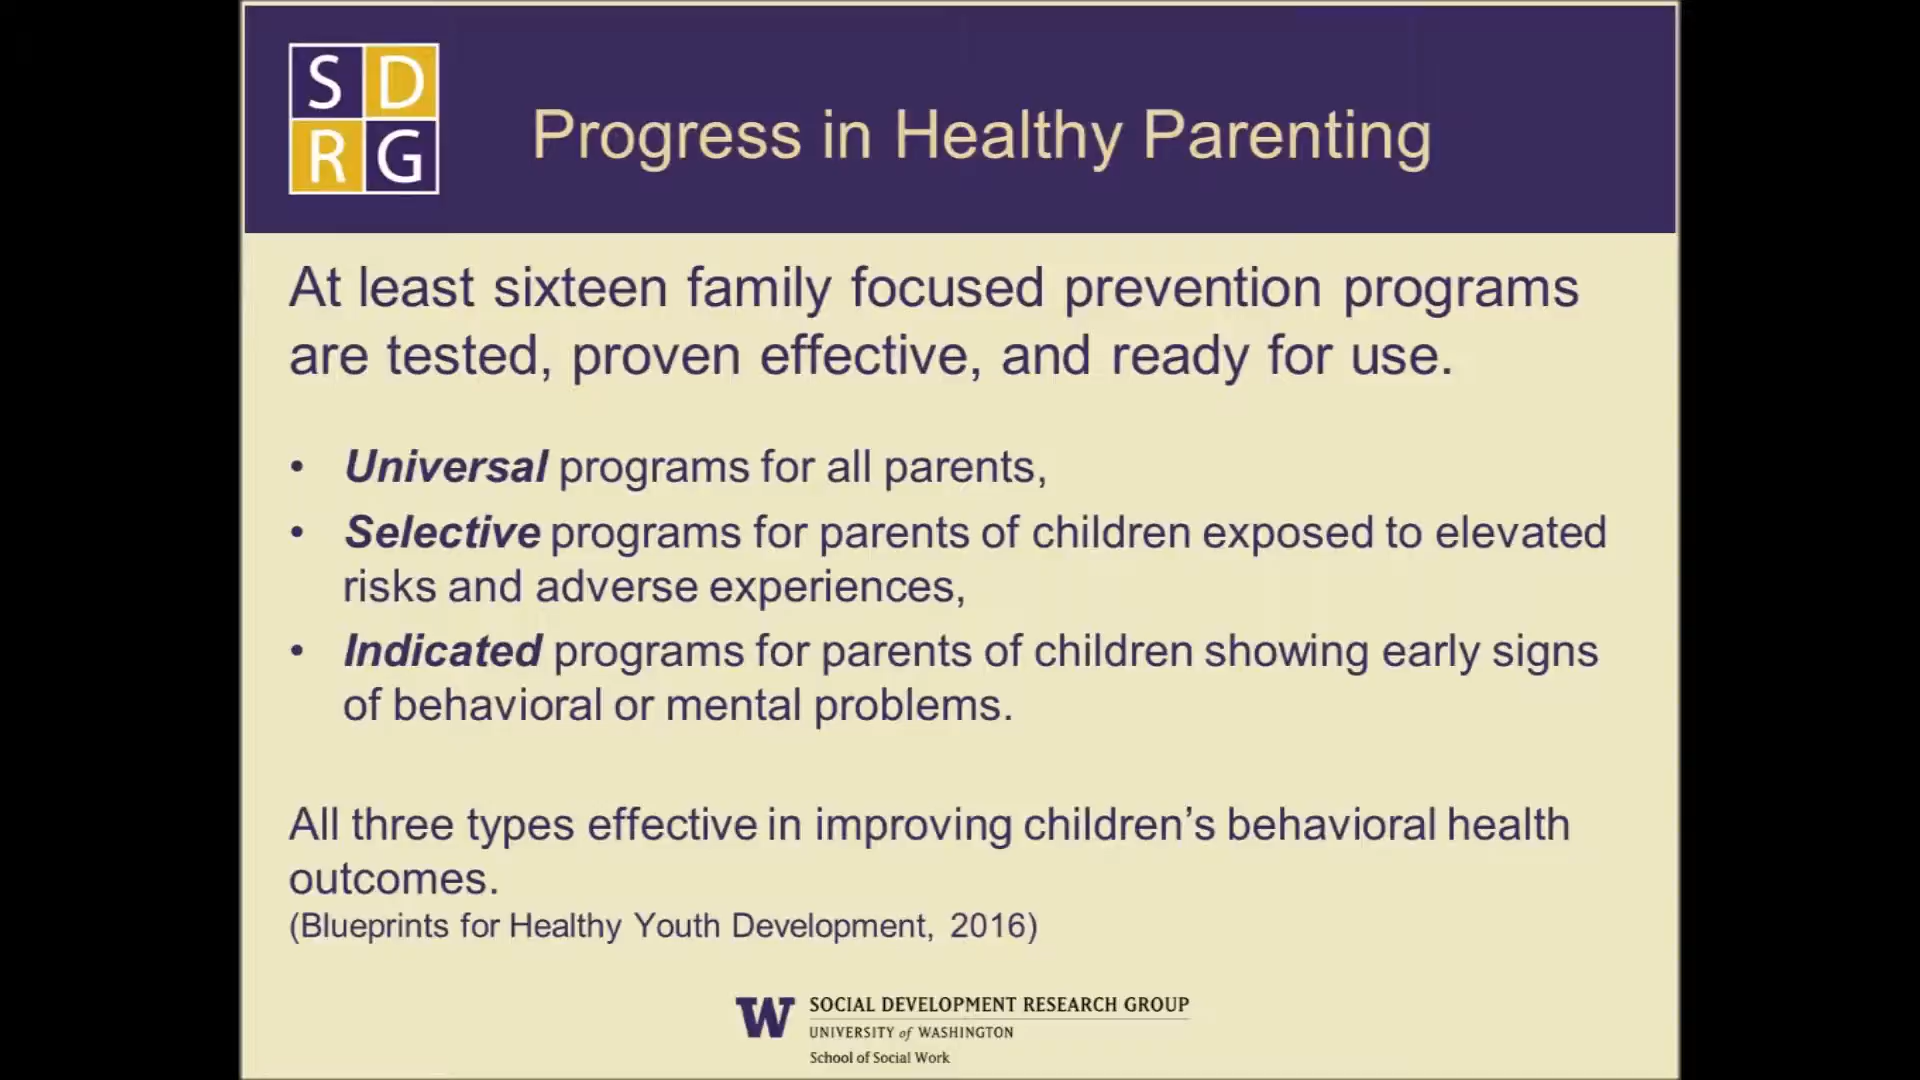 S D
R G
Progress in Healthy Parenting
At least sixteen family focused prevention programs
are tested, proven effective, and ready for use.
• Universal programs for all parents,
• Selective programs for parents of children exposed to elevated
risks and adverse experiences,
• Indicated programs for parents of children showing early signs
of behavioral or mental problems.
All three types effective in improving children’s behavioral health
outcomes.
(Blueprints for Healthy Youth Development, 2016)
W
SOCIAL DEVELOPMENT RESEARCH GROUP
UNIVERSITY of WASHINGTON
School of Social Work